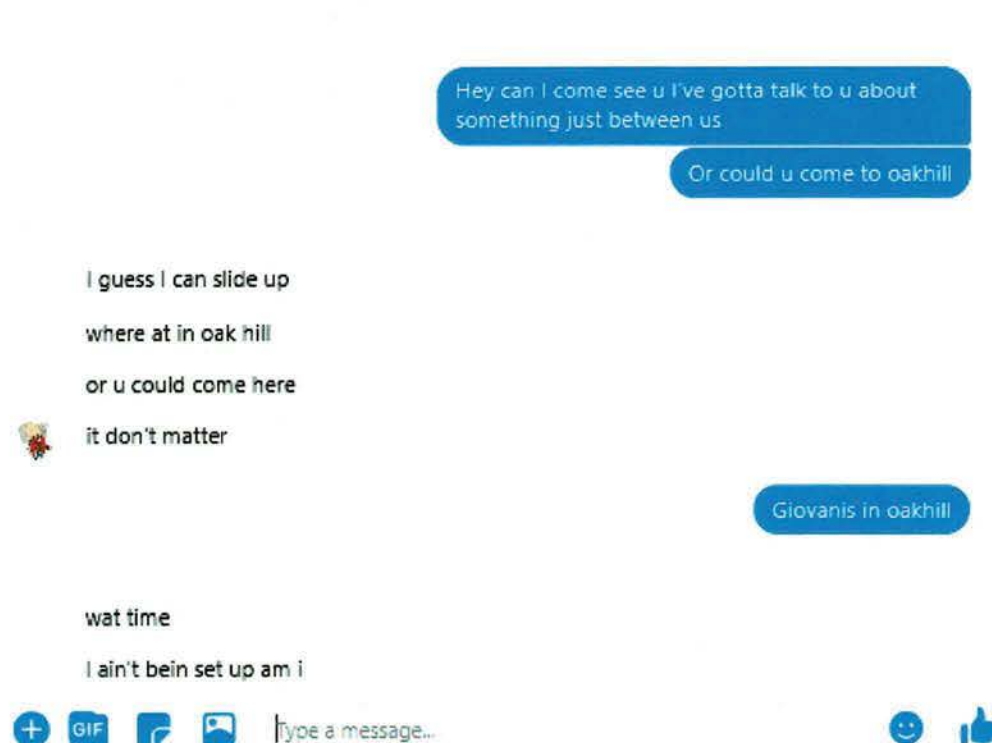 Hey can I come see u I've gotta talk to u about
something just between us
Or could u come to oakhill
I guess I can slide up
where at in oak hill
or u could come here
it don't matter
Giovanis in oakhill
wat time
I ain't bein set up am i
GIF
Type a message...